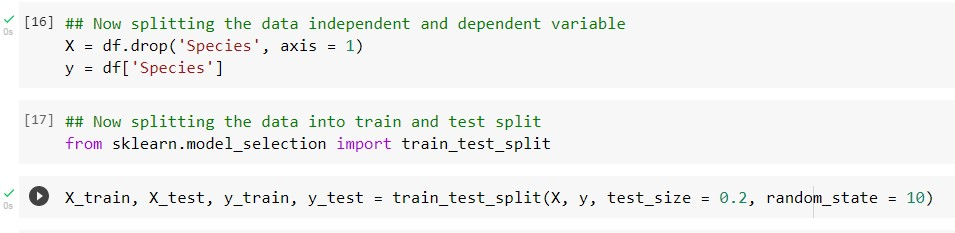 [16] ## Now splitting the data independent and dependent variable
X = df.drop('Species', axis = 1)
y = df['Species']
0s
[17] ## Now splitting the data into train and test split
from sklearn.model_selection import train_test_split
X_train, X_test, y_train, y_test = train_test_split(X, y, test_size = 0.2, random_state = 10)
0s